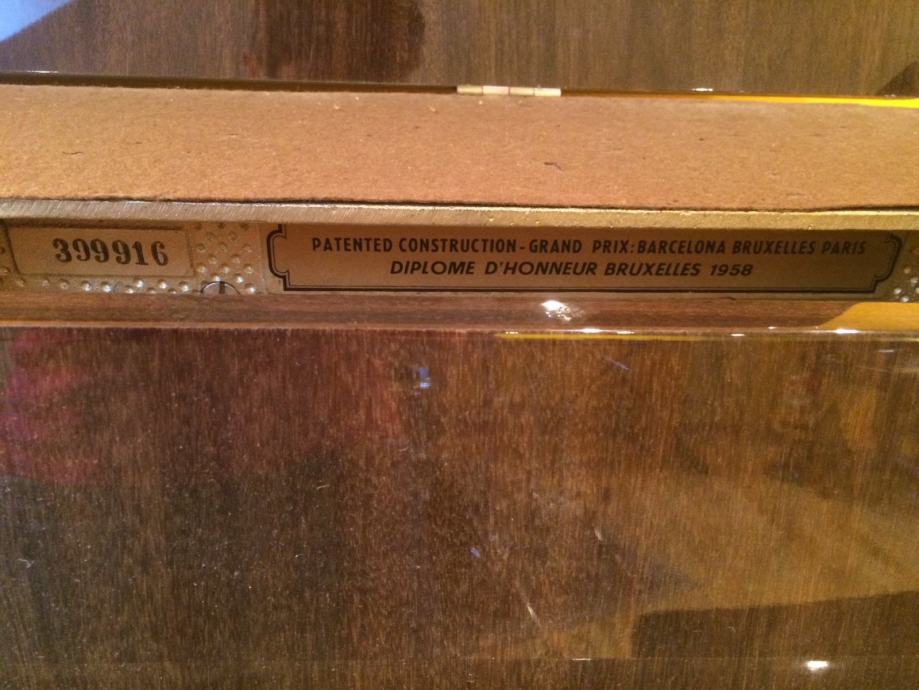 399916
PATENTED CONSTRUCTION-GRAND PRIX: BARCELONA BRUXELLES PARIS
DIPLOME D'HONNEUR BRUXELLES 1958